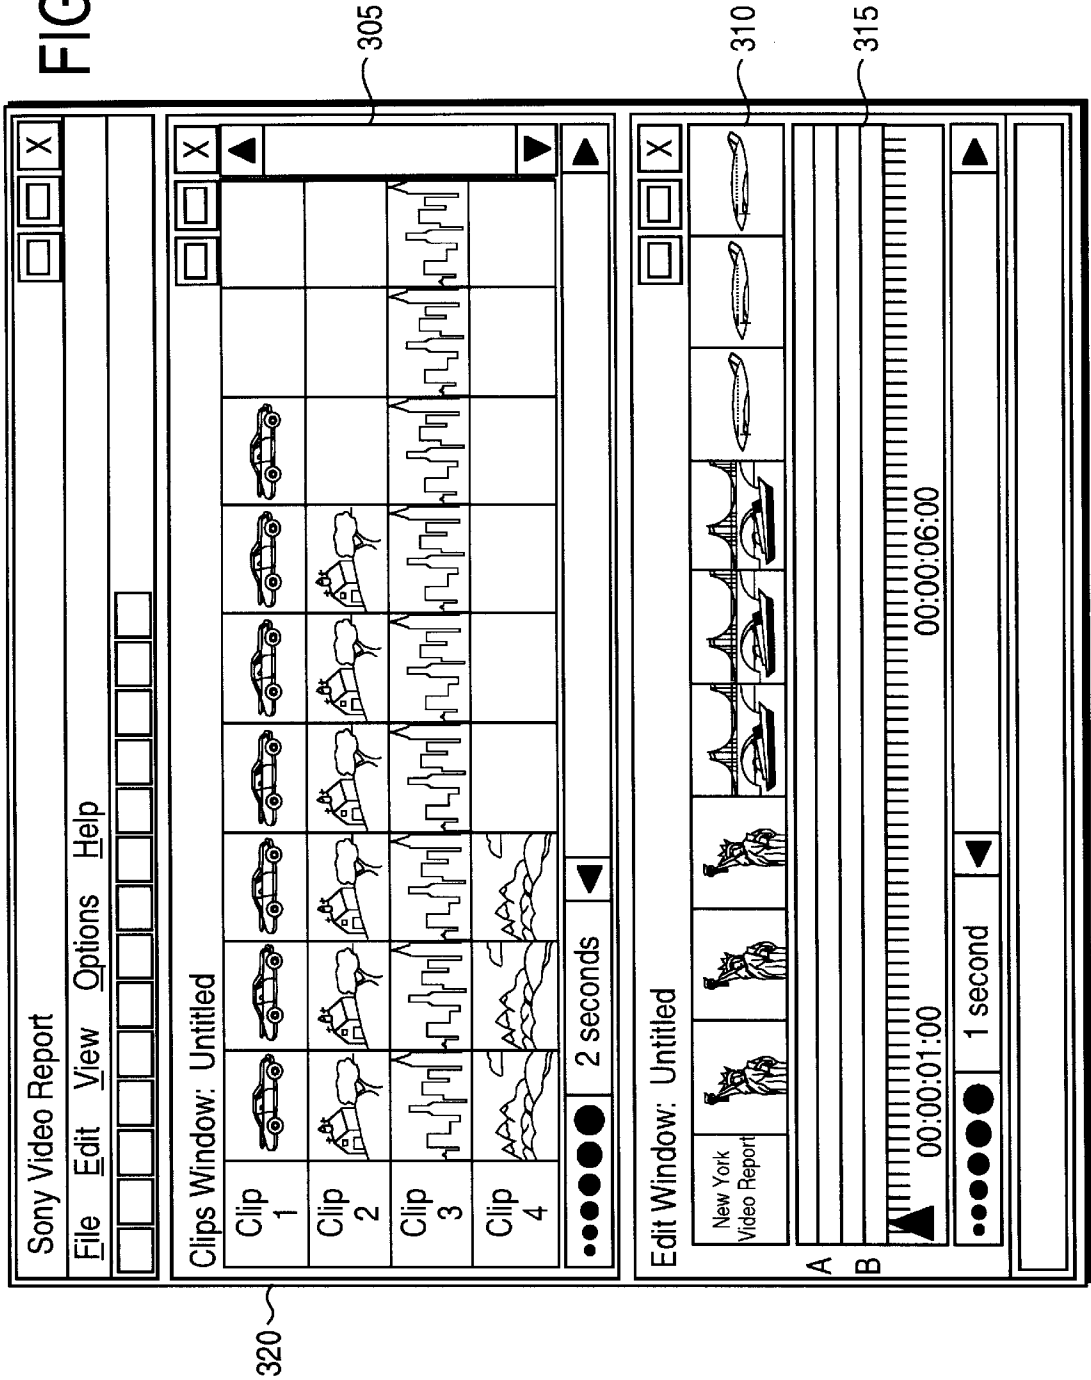 FIG
Sony Video Report
X
File Edit View Options Help
Clips Window: Untitled
X
Clip
1
Clip
2
Clip
3
Clip
4
2 seconds
Edit Window: Untitled
X
New York
Video Report
A
B
00:00:01:00
00:00:06:00
1 second
305
310
315
320